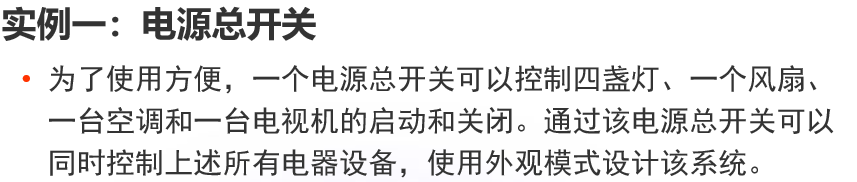 实例一：电源总开关
• 为了使用方便，一个电源总开关可以控制四盏灯、一个风扇、
一台空调和一台电视机的启动和关闭。通过该电源总开关可以
同时控制上述所有电器设备，使用外观模式设计该系统。